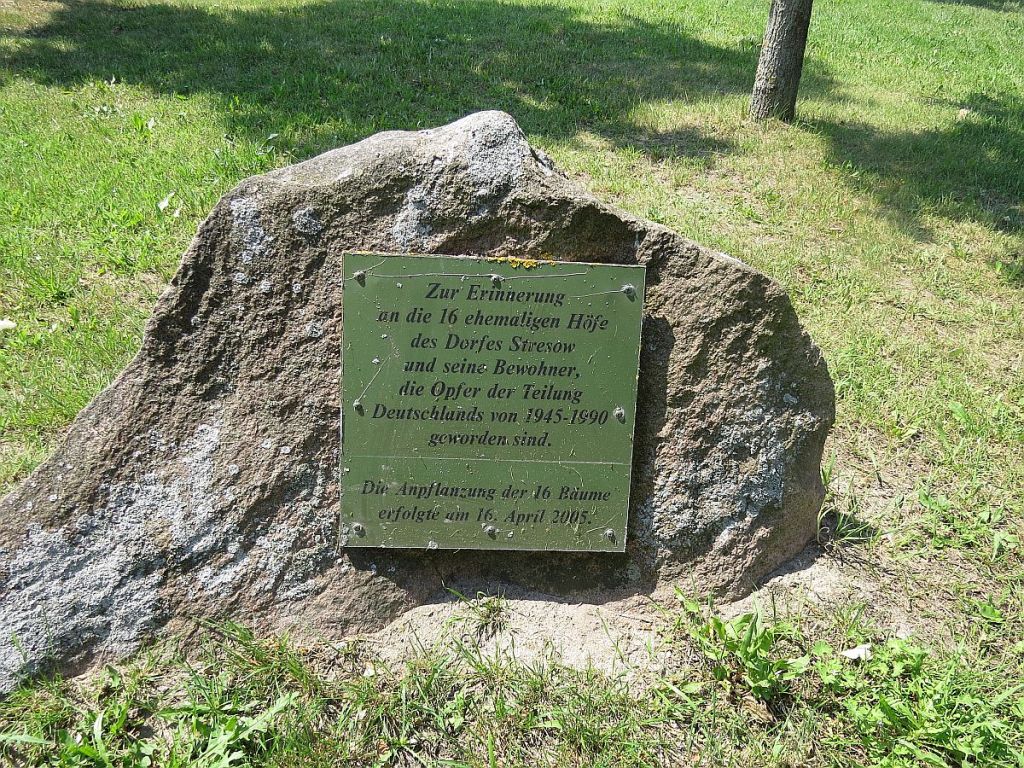 Zur Erinnerung
an die 16 ehemaligen Höfe
des Dorfes Stresow
und seine Bewohner,
die Opfer der Teilung
Deutschlands von 1945-1990
geworden sind.
Die Anpflanzung der 16 Bäume
erfolgte am 16. April 2005.